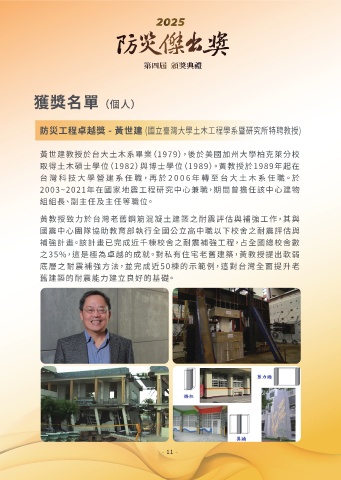 2025
防災傑出獎
第四屆 頒獎典禮
獲獎名單（個人）
防災工程卓越獎 - 黃世建（國立臺灣大學土木工程學系暨研究所特聘教授）
黃世建教授於台大土木系畢業（1979），後於美國加州大學柏克萊分校
取得土木碩士學位（1982）與博士學位（1989）。黃教授於1989年起在
台灣科技大學營建系任職，再於2006年轉至台大土木系任職。於
2003~2021年在國家地震工程研究中心兼職，期間曾擔任該中心建物
組組長、副主任及主任等職位。
黃教授致力於台灣老舊鋼筋混凝土建築之耐震評估與補強工作，其與
國震中心團隊協助教育部執行全國公立高中職以下校舍之耐震評估與
補強計畫。該計畫已完成近千棟校舍之耐震補強工程，占全國總校舍數
之35%，這是極為卓越的成就。對私有住宅老舊建築，黃教授提出軟弱
底層之耐震補強方法，並完成近50棟的示範例，這對台灣全面提升老
舊建築的耐震能力建立良好的基礎。
剪力牆
擴柱
翼牆
- 11 -